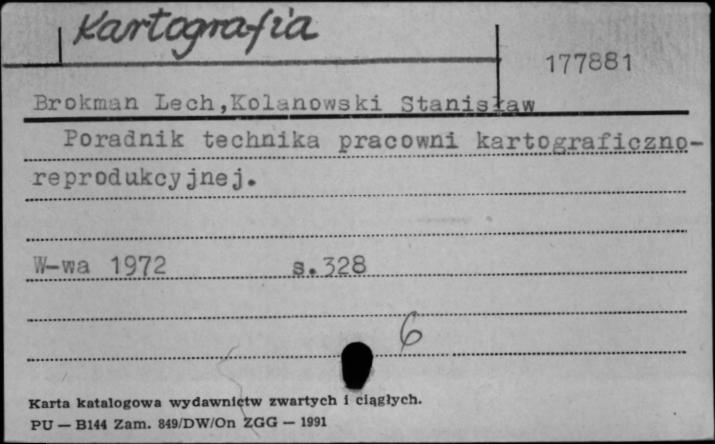 Kartografia
177881
Brokman Lech,Kolanowski Stanisław
Poradnik technika pracowni kartograficzno-
reprodukcyjnej.
W-wa 1972 s.328
6
Karta katalogowa wydawnictw zwartych i ciągłych.
PU — B144 Zam. 849/DW/On ZGG — 1991